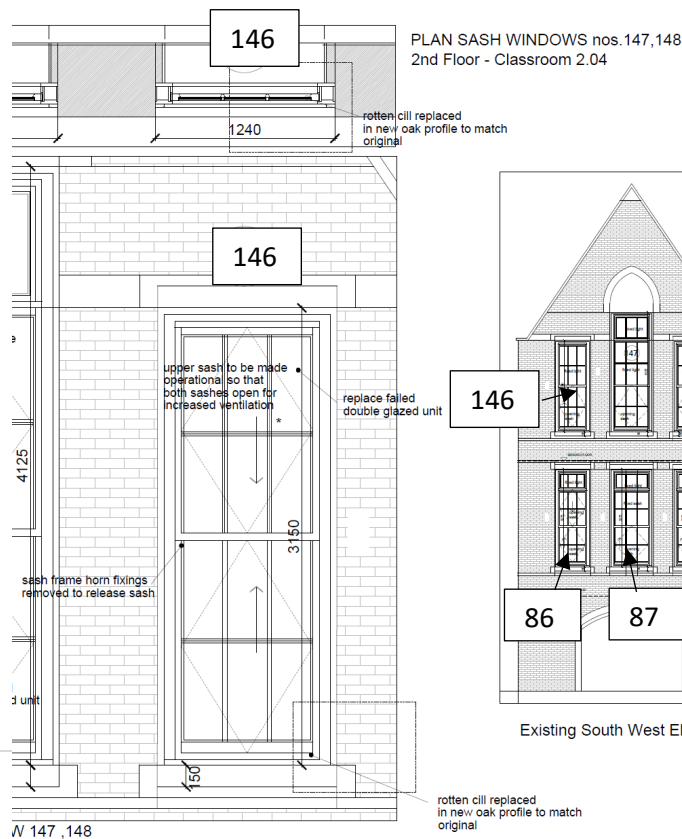 146
PLAN SASH WINDOWS nos.147,148
2nd Floor - Classroom 2.04
rotten cill replaced
in new oak profile to match
original
1240
146
upper sash to be made
operational so that
both sashes open for
increased ventilation
*
replace failed
double glazed unit
4125
3150
sash frame horn fixings
removed to release sash
d unit
150
rotten cill replaced
in new oak profile to match
original
W 147 ,148
147
146
86
87
Existing South West El